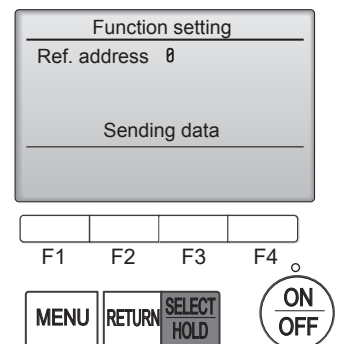 Function setting
Ref. address 0
Sending data
F1 F2 F3 F4
MENU RETURN SELECT HOLD ON OFF